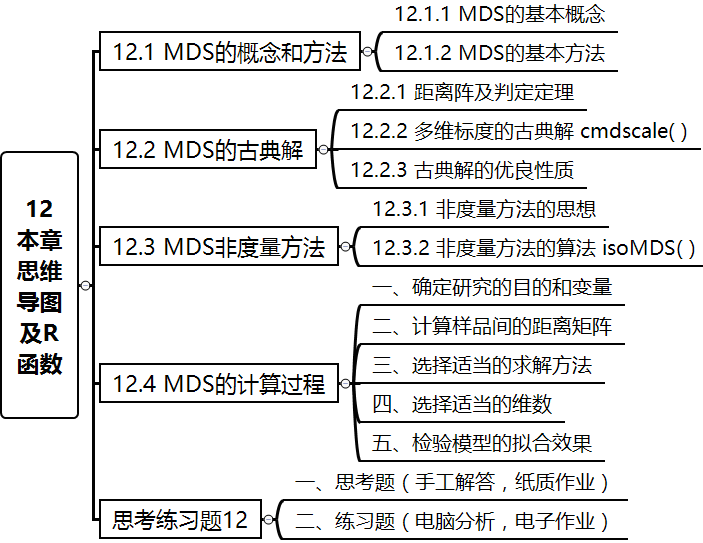 12
本章
思维
导图
及R
函数
12.1 MDS的概念和方法
12.1.1 MDS的基本概念
12.1.2 MDS的基本方法
12.2 MDS的古典解
12.2.1 距离阵及判定定理
12.2.2 多维标度的古典解 cmdscale( )
12.2.3 古典解的优良性质
12.3 MDS非度量方法
12.3.1 非度量方法的思想
12.3.2 非度量方法的算法 isoMDS( )
12.4 MDS的计算过程
一、确定研究的目的和变量
二、计算样品间的距离矩阵
三、选择适当的求解方法
四、选择适当的维数
五、检验模型的拟合效果
思考练习题12
一、思考题（手工解答，纸质作业）
二、练习题（电脑分析，电子作业）